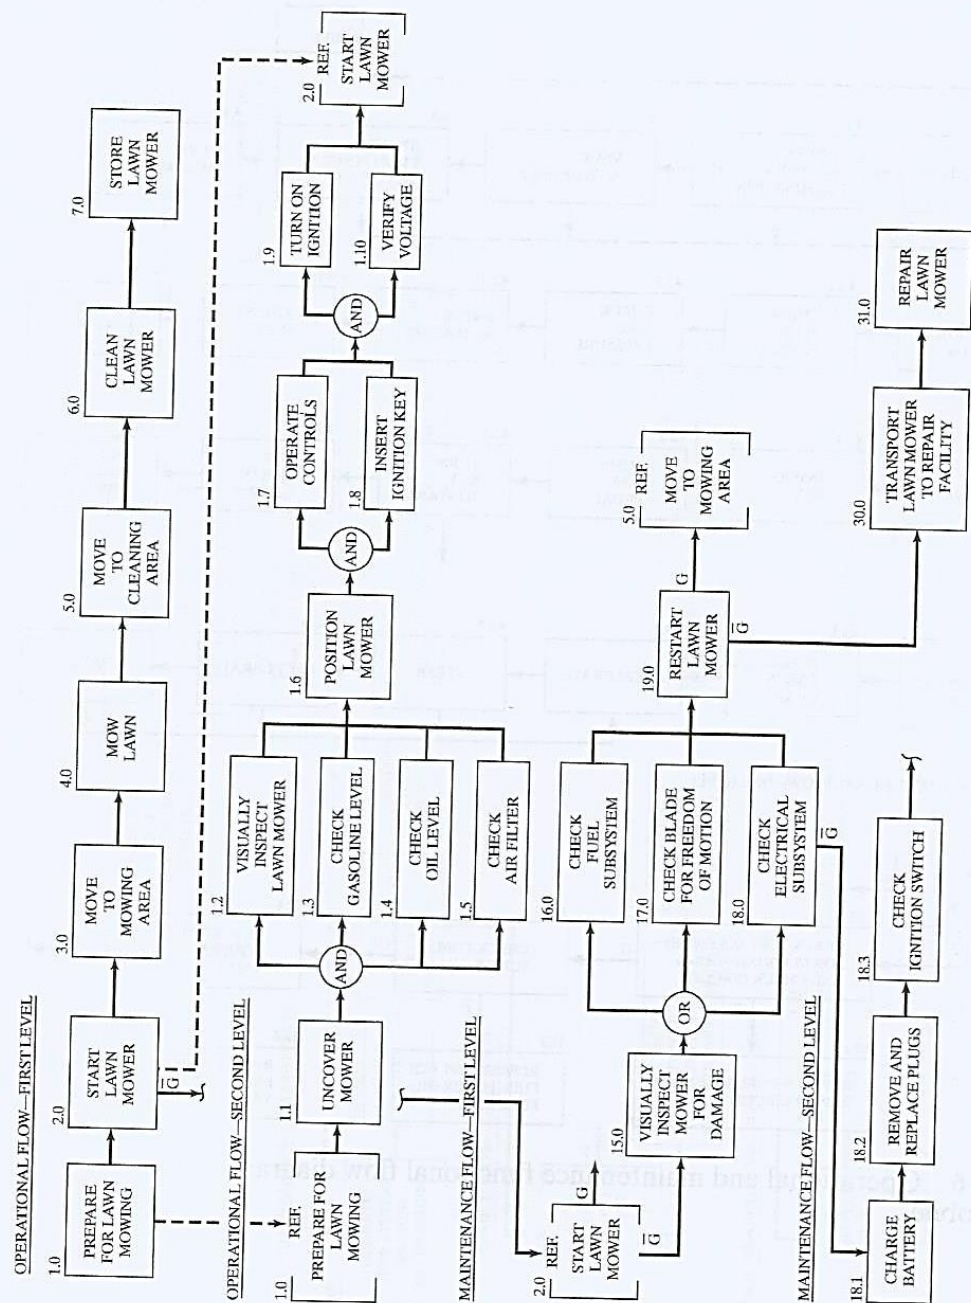 OPERATIONAL FLOW—FIRST LEVEL
1.0
PREPARE
FOR LAWN
MOWING
2.0
START
LAWN
MOWER
G
3.0
MOVE
TO
MOWING
AREA
4.0
MOW
LAWN
5.0
MOVE
TO
CLEANING
AREA
6.0
CLEAN
LAWN
MOWER
7.0
STORE
LAWN
MOWER
OPERATIONAL FLOW—SECOND LEVEL
1.0 REF.
PREPARE FOR
LAWN
MOWING
1.1
UNCOVER
MOWER
AND
1.2
VISUALLY
INSPECT
LAWN MOWER
1.3
CHECK
GASOLINE LEVEL
1.4
CHECK
OIL LEVEL
1.5
CHECK
AIR FILTER
1.6
POSITION
LAWN
MOWER
AND
1.7
OPERATE
CONTROLS
1.8
INSERT
IGNITION KEY
AND
1.9
TURN ON
IGNITION
1.10
VERIFY
VOLTAGE
2.0 REF.
START
LAWN
MOWER
MAINTENANCE FLOW—FIRST LEVEL
2.0 REF.
START
LAWN
MOWER
G
G
15.0
VISUALLY
INSPECT
MOWER
FOR
DAMAGE
OR
16.0
CHECK
FUEL
SUBSYSTEM
17.0
CHECK BLADE
FOR FREEDOM
OF MOTION
18.0
CHECK
ELECTRICAL
SUBSYSTEM
G
19.0
RESTART
LAWN
MOWER
G
G
5.0 REF.
MOVE
TO
MOWING
AREA
30.0
TRANSPORT
LAWN MOWER
TO REPAIR
FACILITY
31.0
REPAIR
LAWN
MOWER
MAINTENANCE FLOW—SECOND LEVEL
18.1
CHARGE
BATTERY
18.2
REMOVE AND
REPLACE PLUGS
18.3
CHECK
IGNITION SWITCH